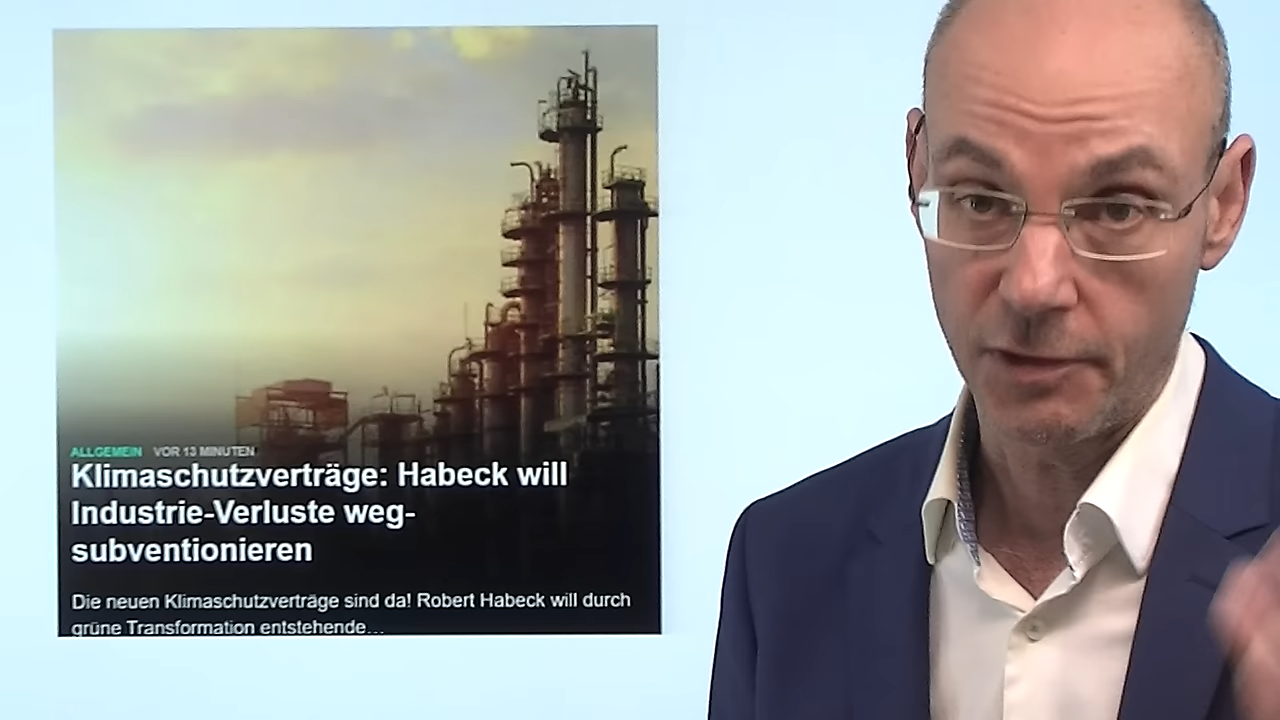 ALLGEMEIN VOR 13 MINUTEN
Klimaschutzverträge: Habeck will
Industrie-Verluste weg-
subventionieren
Die neuen Klimaschutzverträge sind da! Robert Habeck will durch
grüne Transformation entstehende…